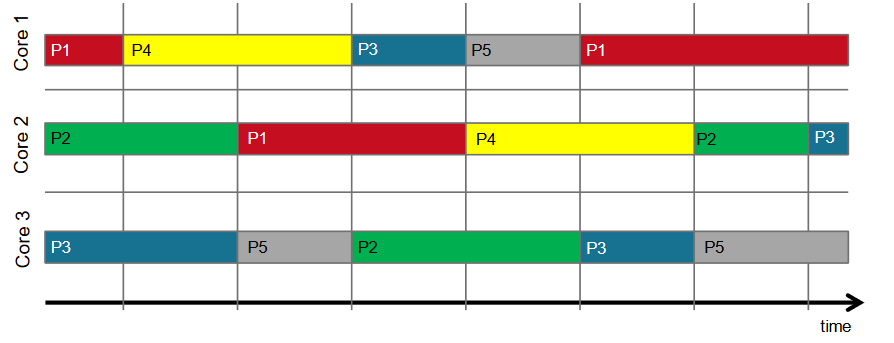 Core 1
P1 P4 P3 P5 P1
Core 2
P2 P1 P4 P2 P3
Core 3
P3 P5 P2 P3 P5
time